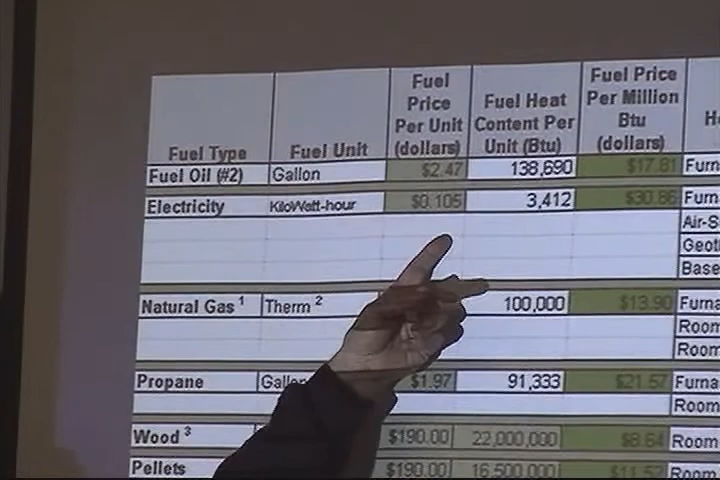 Fuel Type Fuel Unit Fuel Price Per Unit (dollars) Fuel Heat Content Per Unit (Btu) Fuel Price Per Million Btu (dollars)
Fuel Oil (#2) Gallon $2.47 138,690 $17.81 Furn
Electricity KiloWatt-hour $0.105 3,412 $30.86 Furn
Air-S
Geot
Base
Natural Gas 1 Therm 2 100,000 $13.90 Furna
Room
Room
Propane Gallon $1.97 91,333 $21.57 Furna
Room
Wood 3 $190.00 22,000,000 $8.64 Room
Pellets $190.00 16,500,000 $11.52 Room